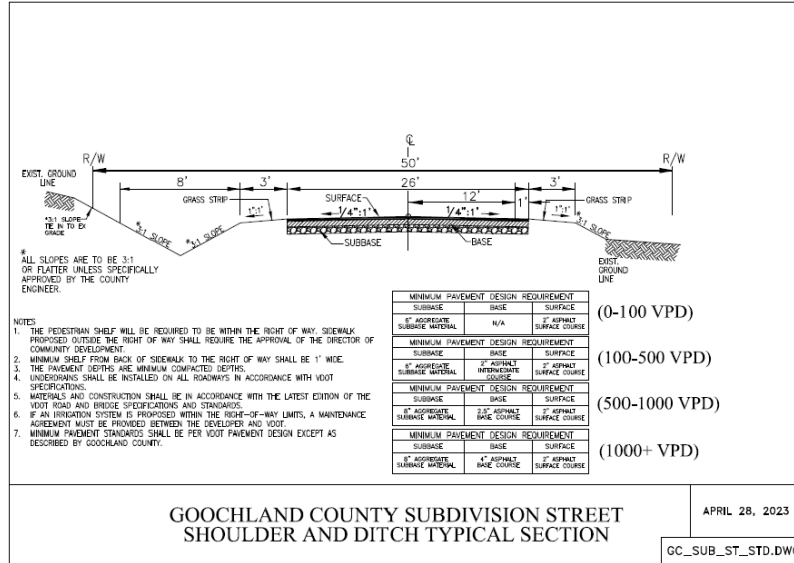 ℄
R/W
50'
R/W
EXIST. GROUND
LINE
8'
3'
26'
3'
GRASS STRIP
SURFACE
12'
1'
GRASS STRIP
*3:1 SLOPE
TIE IN TO EX
GRADE
1":1'
1/4":1'
1/4":1'
1":1'
*3:1 SLOPE
*3:1 SLOPE
SUBBASE
BASE
*3:1 SLOPE
*
ALL SLOPES ARE TO BE 3:1
OR FLATTER UNLESS SPECIFICALLY
APPROVED BY THE COUNTY
ENGINEER.
EXIST.
GROUND
LINE
NOTES
1. THE PEDESTRIAN SHELF WILL BE REQUIRED TO BE WITHIN THE RIGHT OF WAY. SIDEWALK
PROPOSED OUTSIDE THE RIGHT OF WAY SHALL REQUIRE THE APPROVAL OF THE DIRECTOR OF
COMMUNITY DEVELOPMENT.
2. MINIMUM SHELF FROM BACK OF SIDEWALK TO THE RIGHT OF WAY SHALL BE 1' WIDE.
3. THE PAVEMENT DEPTHS ARE MINIMUM COMPACTED DEPTHS.
4. UNDERDRAINS SHALL BE INSTALLED ON ALL ROADWAYS IN ACCORDANCE WITH VDOT
SPECIFICATIONS.
5. MATERIALS AND CONSTRUCTION SHALL BE IN ACCORDANCE WITH THE LATEST EDITION OF THE
VDOT ROAD AND BRIDGE SPECIFICATIONS AND STANDARDS.
6. IF AN IRRIGATION SYSTEM IS PROPOSED WITHIN THE RIGHT-OF-WAY LIMITS, A MAINTENANCE
AGREEMENT MUST BE PROVIDED BETWEEN THE DEVELOPER AND VDOT.
7. MINIMUM PAVEMENT STANDARDS SHALL BE PER VDOT PAVEMENT DESIGN EXCEPT AS
DESCRIBED BY GOOCHLAND COUNTY.
MINIMUM PAVEMENT DESIGN REQUIREMENT
SUBBASE BASE SURFACE
6" AGGREGATE
SUBBASE MATERIAL
N/A
2" ASPHALT
SURFACE COURSE
(0-100 VPD)
MINIMUM PAVEMENT DESIGN REQUIREMENT
SUBBASE BASE SURFACE
6" AGGREGATE
SUBBASE MATERIAL
2" ASPHALT
INTERMEDIATE
COURSE
2" ASPHALT
SURFACE COURSE
(100-500 VPD)
MINIMUM PAVEMENT DESIGN REQUIREMENT
SUBBASE BASE SURFACE
8" AGGREGATE
SUBBASE MATERIAL
2.5" ASPHALT
BASE COURSE
2" ASPHALT
SURFACE COURSE
(500-1000 VPD)
MINIMUM PAVEMENT DESIGN REQUIREMENT
SUBBASE BASE SURFACE
8" AGGREGATE
SUBBASE MATERIAL
4" ASPHALT
BASE COURSE
2" ASPHALT
SURFACE COURSE
(1000+ VPD)
GOOCHLAND COUNTY SUBDIVISION STREET
SHOULDER AND DITCH TYPICAL SECTION
APRIL 28, 2023
GC_SUB_ST_STD.DW